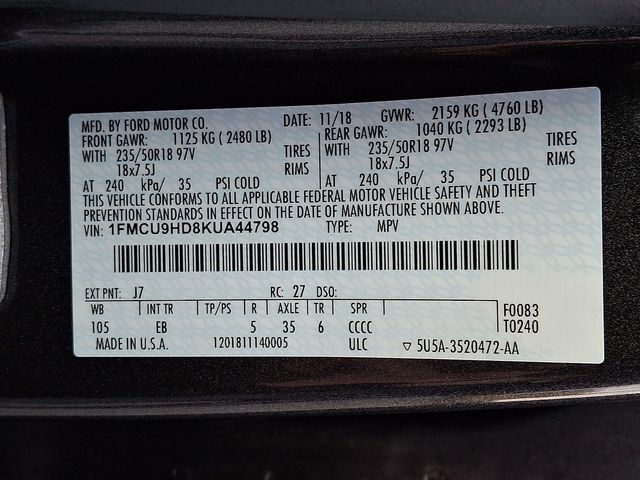 MFD. BY FORD MOTOR CO. DATE: 11/18 GVWR: 2159 KG ( 4760 LB)
FRONT GAWR: 1125 KG ( 2480 LB) REAR GAWR: 1040 KG ( 2293 LB)
WITH 235/50R18 97V TIRES WITH 235/50R18 97V TIRES
18x7.5J RIMS 18x7.5J RIMS
AT 240 kPa/ 35 PSI COLD AT 240 kPa/ 35 PSI COLD
THIS VEHICLE CONFORMS TO ALL APPLICABLE FEDERAL MOTOR VEHICLE SAFETY AND THEFT
PREVENTION STANDARDS IN EFFECT ON THE DATE OF MANUFACTURE SHOWN ABOVE.
VIN: 1FMCU9HD8KUA44798 TYPE: MPV
EXT PNT: J7 RC: 27 DSO:
WB INT TR TP/PS R AXLE TR SPR F0083
105 EB 5 35 6 CCCC T0240
MADE IN U.S.A. 1201811140005 ULC ▽ 5U5A-3520472-AA